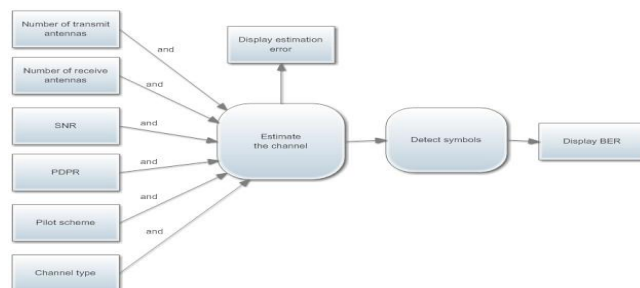 Number of transmit
antennas
and
Display estimation
error
Number of receive
antennas
and
SNR
and
Estimate
the channel
Detect symbols
Display BER
PDPR
and
Pilot scheme
and
Channel type
and